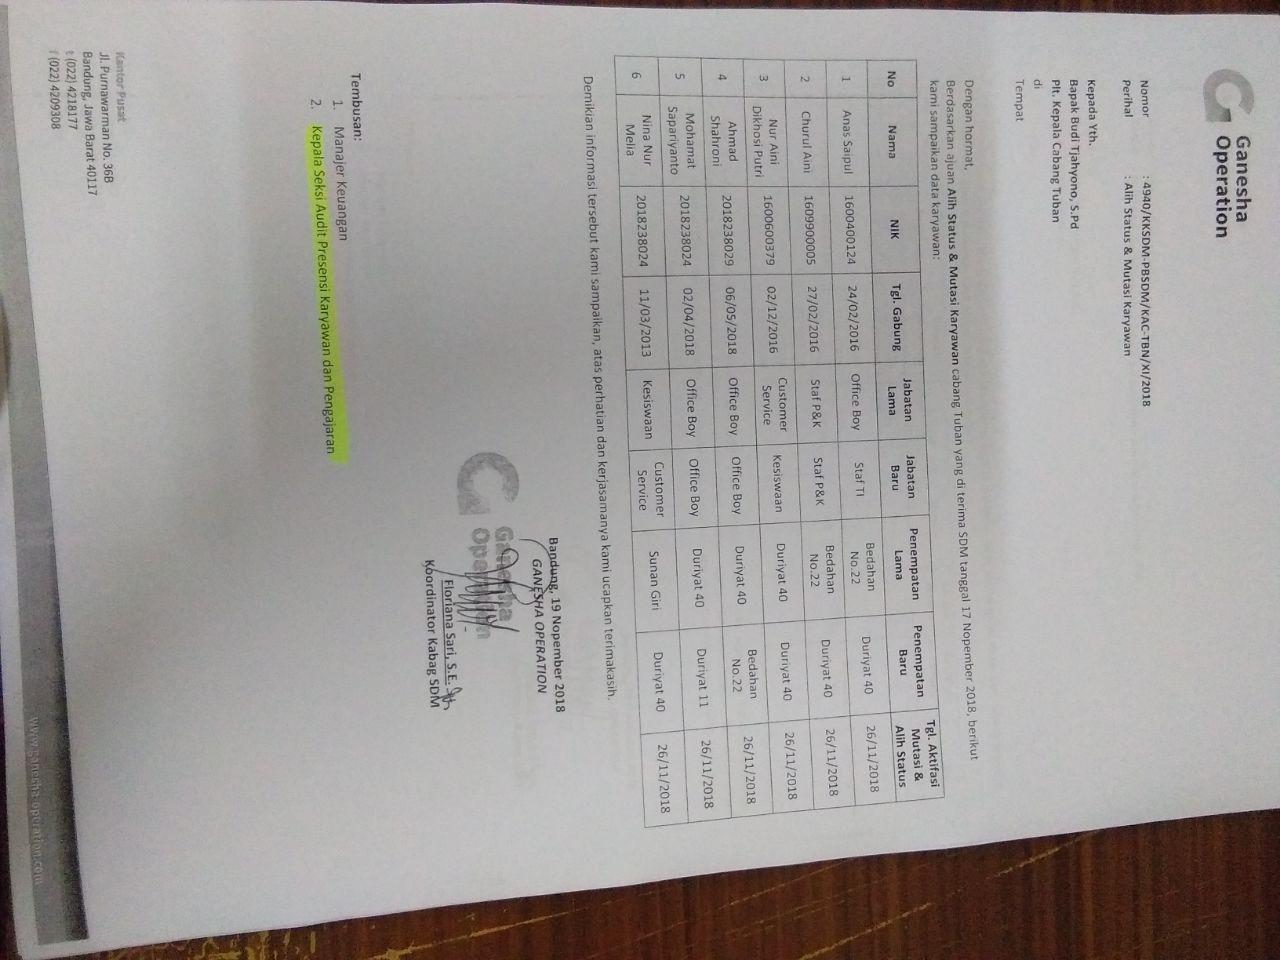 Ganesha
Operation
Nomor : 4940/KKSDM-PBSDM/KAC-TBN/XI/2018
Perihal : Alih Status & Mutasi Karyawan
Kepada Yth.
Bapak Budi Tjahyono, S.Pd
Plt. Kepala Cabang Tuban
di
Tempat
Dengan hormat,
Berdasarkan ajuan Alih Status & Mutasi Karyawan cabang Tuban yang di terima SDM tanggal 17 Nopember 2018, berikut
kami sampaikan data karyawan:
No Nama NIK Tgl. Gabung Jabatan Lama Jabatan Baru Penempatan Lama Penempatan Baru Tgl. Aktifasi Mutasi & Alih Status
1 Anas Saipul 1600400124 24/02/2016 Office Boy Staf TI Bedahan No.22 Duriyat 40 26/11/2018
2 Churul Aini 1609900005 27/02/2016 Staf P&K Staf P&K Bedahan No.22 Duriyat 40 26/11/2018
3 Nur Aini Dikhosi Putri 1600600379 02/12/2016 Customer Service Kesiswaan Duriyat 40 Duriyat 40 26/11/2018
4 Ahmad Shahroni 2018238029 06/05/2018 Office Boy Office Boy Duriyat 40 Bedahan No.22 26/11/2018
5 Mohamat Sapariyanto 2018238024 02/04/2018 Office Boy Office Boy Duriyat 40 Duriyat 11 26/11/2018
6 Nina Nur Melia 2018238024 11/03/2013 Kesiswaan Customer Service Sunan Giri Duriyat 40 26/11/2018
Demikian informasi tersebut kami sampaikan, atas perhatian dan kerjasamanya kami ucapkan terimakasih.
Bandung, 19 Nopember 2018
GANESHA OPERATION
Ganesha
Operation
Floriana Sari, S.E.
Koordinator Kabag SDM
Tembusan:
1. Manajer Keuangan
2. Kepala Seksi Audit Presensi Karyawan dan Pengajaran
Kantor Pusat
Jl. Purnawarman No. 36B
Bandung, Jawa Barat 40117
t (022) 4218177
f (022) 4209308
www.ganesha-operation.com